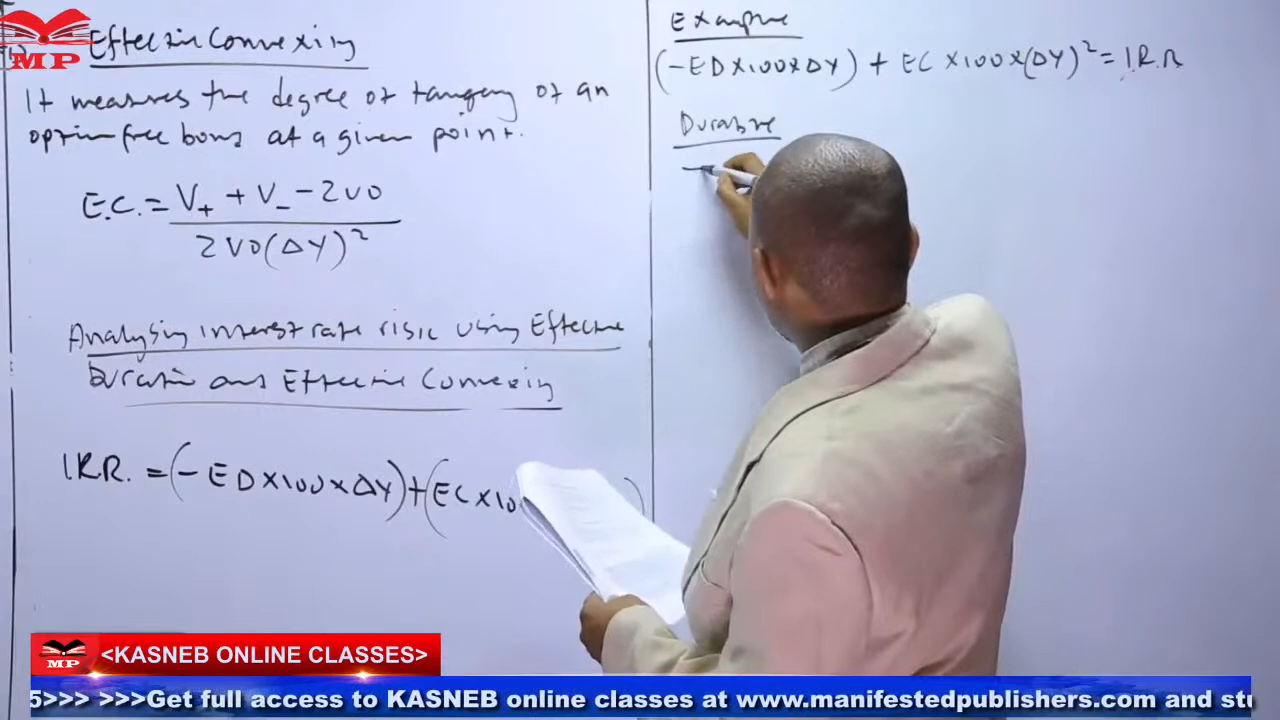 MP
Effective Convexity
It measures the degree of tangency of an
option free bond at a given point.
E.C. = V+ + V- - 2V0
2V0(ΔY)²
Analysing interest rate risk using Effective
Duration and Effective Convexity
I.R.R. = (-ED×100×ΔY)+(EC×10
Example
(-ED×100×ΔY) + EC×100×(ΔY)² = I.R.R
Duration
MP
<KASNEB ONLINE CLASSES>
5>>> >>>Get full access to KASNEB online classes at www.manifestedpublishers.com and stu